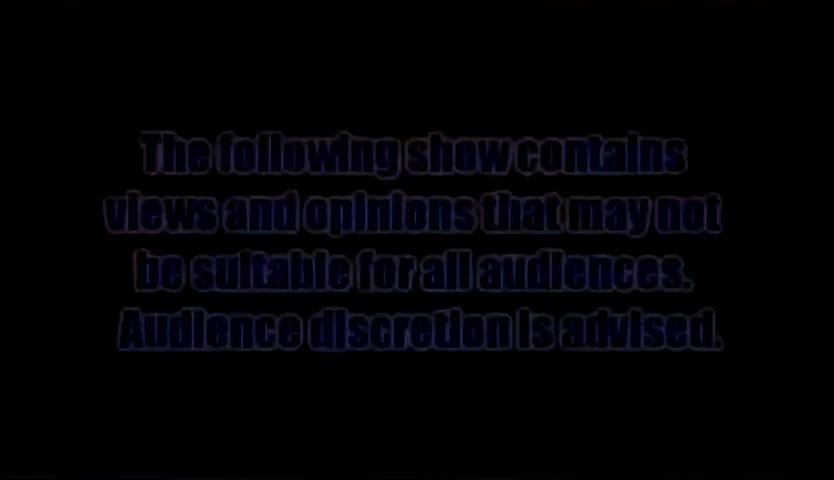 The following show contains
views and opinions that may not
be suitable for all audiences.
Audience discretion is advised.